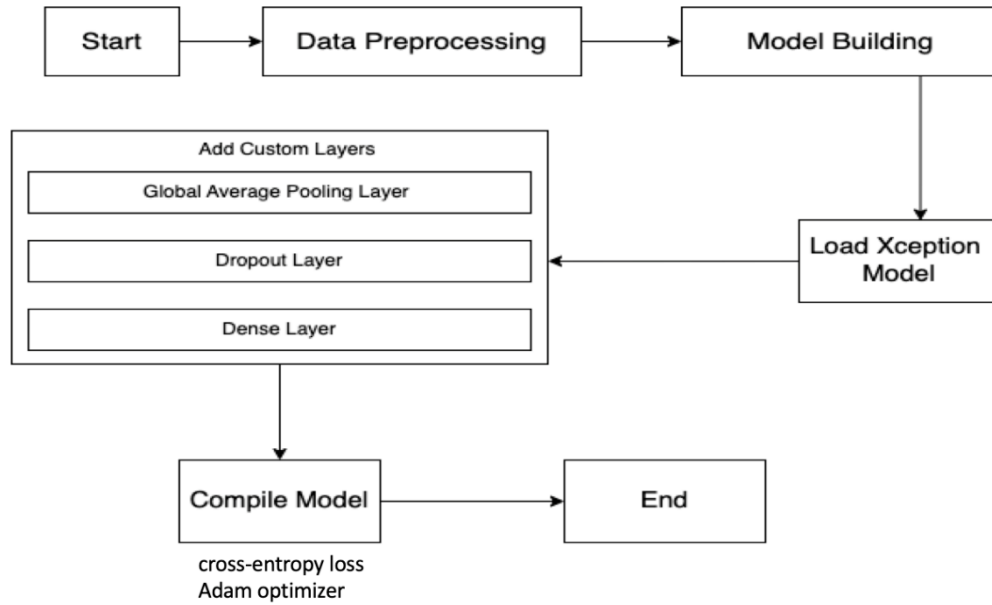 Start
Data Preprocessing
Model Building
Add Custom Layers
Global Average Pooling Layer
Dropout Layer
Dense Layer
Load Xception
Model
Compile Model
End
cross-entropy loss
Adam optimizer